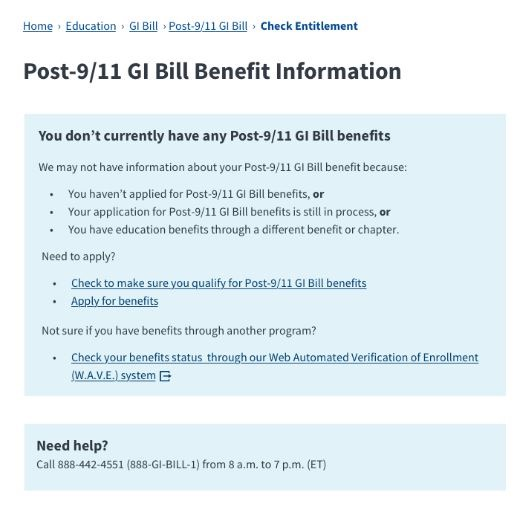 Home › Education › GI Bill › Post-9/11 GI Bill › Check Entitlement
Post-9/11 GI Bill Benefit Information
You don’t currently have any Post-9/11 GI Bill benefits
We may not have information about your Post-9/11 GI Bill benefit because:
• You haven’t applied for Post-9/11 GI Bill benefits, or
• Your application for Post-9/11 GI Bill benefits is still in process, or
• You have education benefits through a different benefit or chapter.
Need to apply?
• Check to make sure you qualify for Post-9/11 GI Bill benefits
• Apply for benefits
Not sure if you have benefits through another program?
• Check your benefits status through our Web Automated Verification of Enrollment
(W.A.V.E.) system
Need help?
Call 888-442-4551 (888-GI-BILL-1) from 8 a.m. to 7 p.m. (ET)